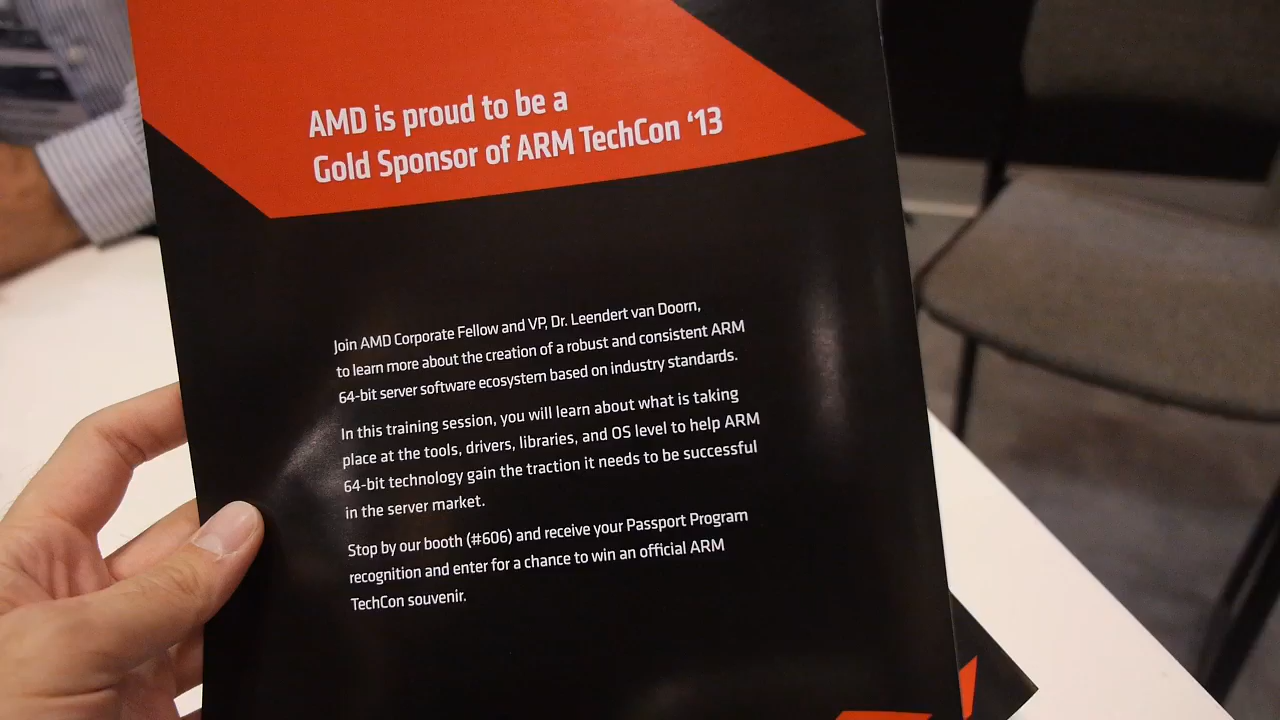 AMD is proud to be a
Gold Sponsor of ARM TechCon ‘13
Join AMD Corporate Fellow and VP, Dr. Leendert van Doorn,
to learn more about the creation of a robust and consistent ARM
64-bit server software ecosystem based on industry standards.
In this training session, you will learn about what is taking
place at the tools, drivers, libraries, and OS level to help ARM
64-bit technology gain the traction it needs to be successful
in the server market.
Stop by our booth (#606) and receive your Passport Program
recognition and enter for a chance to win an official ARM
TechCon souvenir.